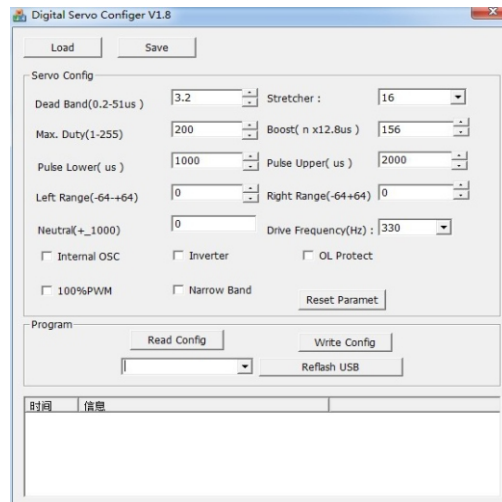 Digital Servo Configer V1.8
Load Save
Servo Config
Dead Band(0.2-51us ) 3.2 Stretcher : 16
Max. Duty(1-255) 200 Boost( n x12.8us ) 156
Pulse Lower( us ) 1000 Pulse Upper( us ) 2000
Left Range(-64-+64) 0 Right Range(-64+64) 0
Neutral(+_1000) 0 Drive Frequency(Hz) : 330
Internal OSC Inverter OL Protect
100%PWM Narrow Band Reset Paramet
Program
Read Config Write Config
Reflash USB
时间 信息